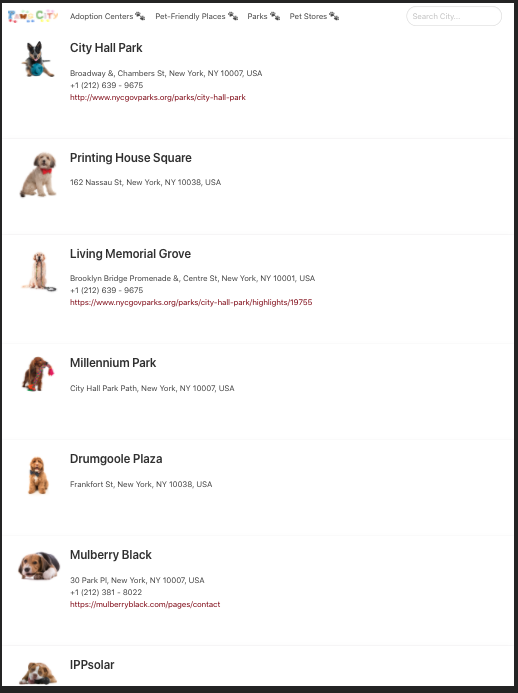 Paws City
Adoption Centers
Pet-Friendly Places
Parks
Pet Stores
Search City...
City Hall Park
Broadway &, Chambers St, New York, NY 10007, USA
+1 (212) 639 - 9675
http://www.nycgovparks.org/parks/city-hall-park
Printing House Square
162 Nassau St, New York, NY 10038, USA
Living Memorial Grove
Brooklyn Bridge Promenade &, Centre St, New York, NY 10001, USA
+1 (212) 639 - 9675
https://www.nycgovparks.org/parks/city-hall-park/highlights/19755
Millennium Park
City Hall Park Path, New York, NY 10007, USA
Drumgoole Plaza
Frankfort St, New York, NY 10038, USA
Mulberry Black
30 Park Pl, New York, NY 10007, USA
+1 (212) 381 - 8022
https://mulberryblack.com/pages/contact
IPPsolar